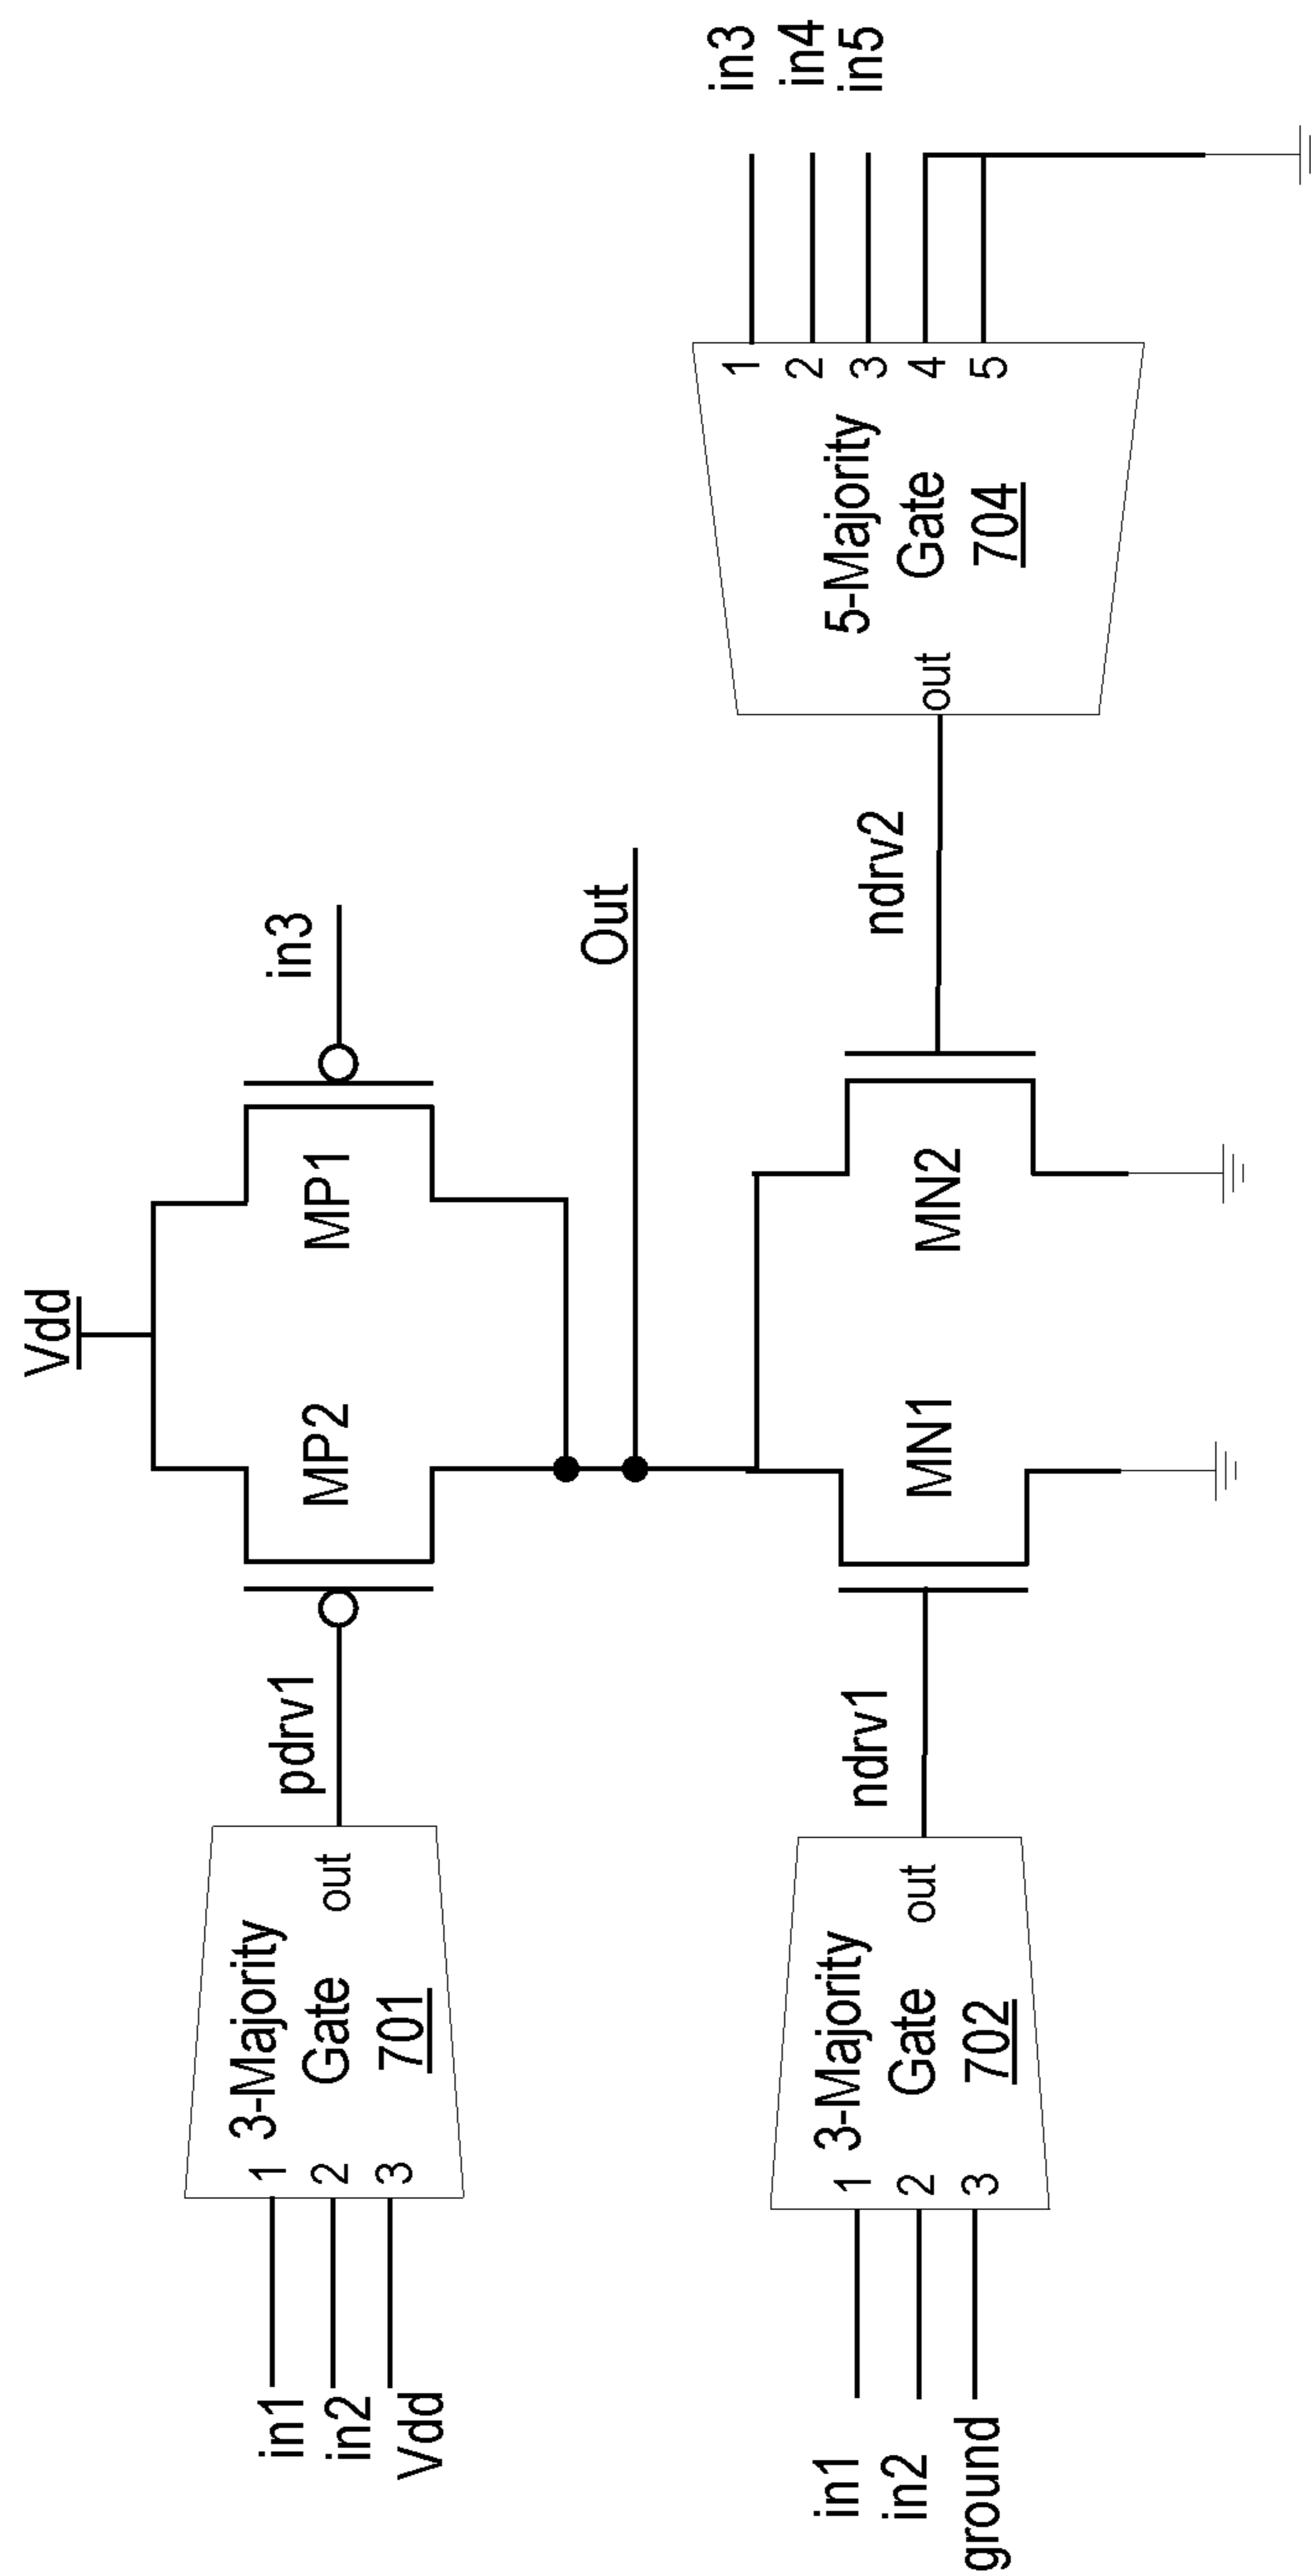 Vdd
in1
in2
Vdd
1
2
3
3-Majority
Gate
701
out
pdrv1
MP2
MP1
in3
Out
in1
in2
ground
1
2
3
3-Majority
Gate
702
out
ndrv1
MN1
MN2
ndrv2
out
5-Majority
Gate
704
1
2
3
4
5
in3
in4
in5